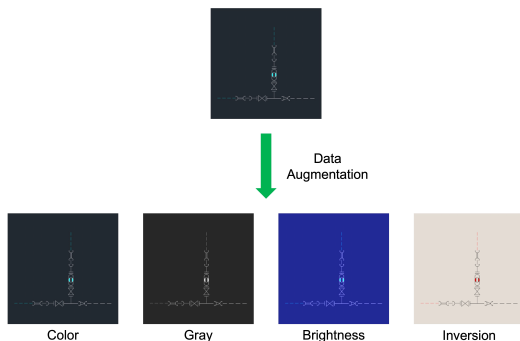 Data
Augmentation
Color
Gray
Brightness
Inversion